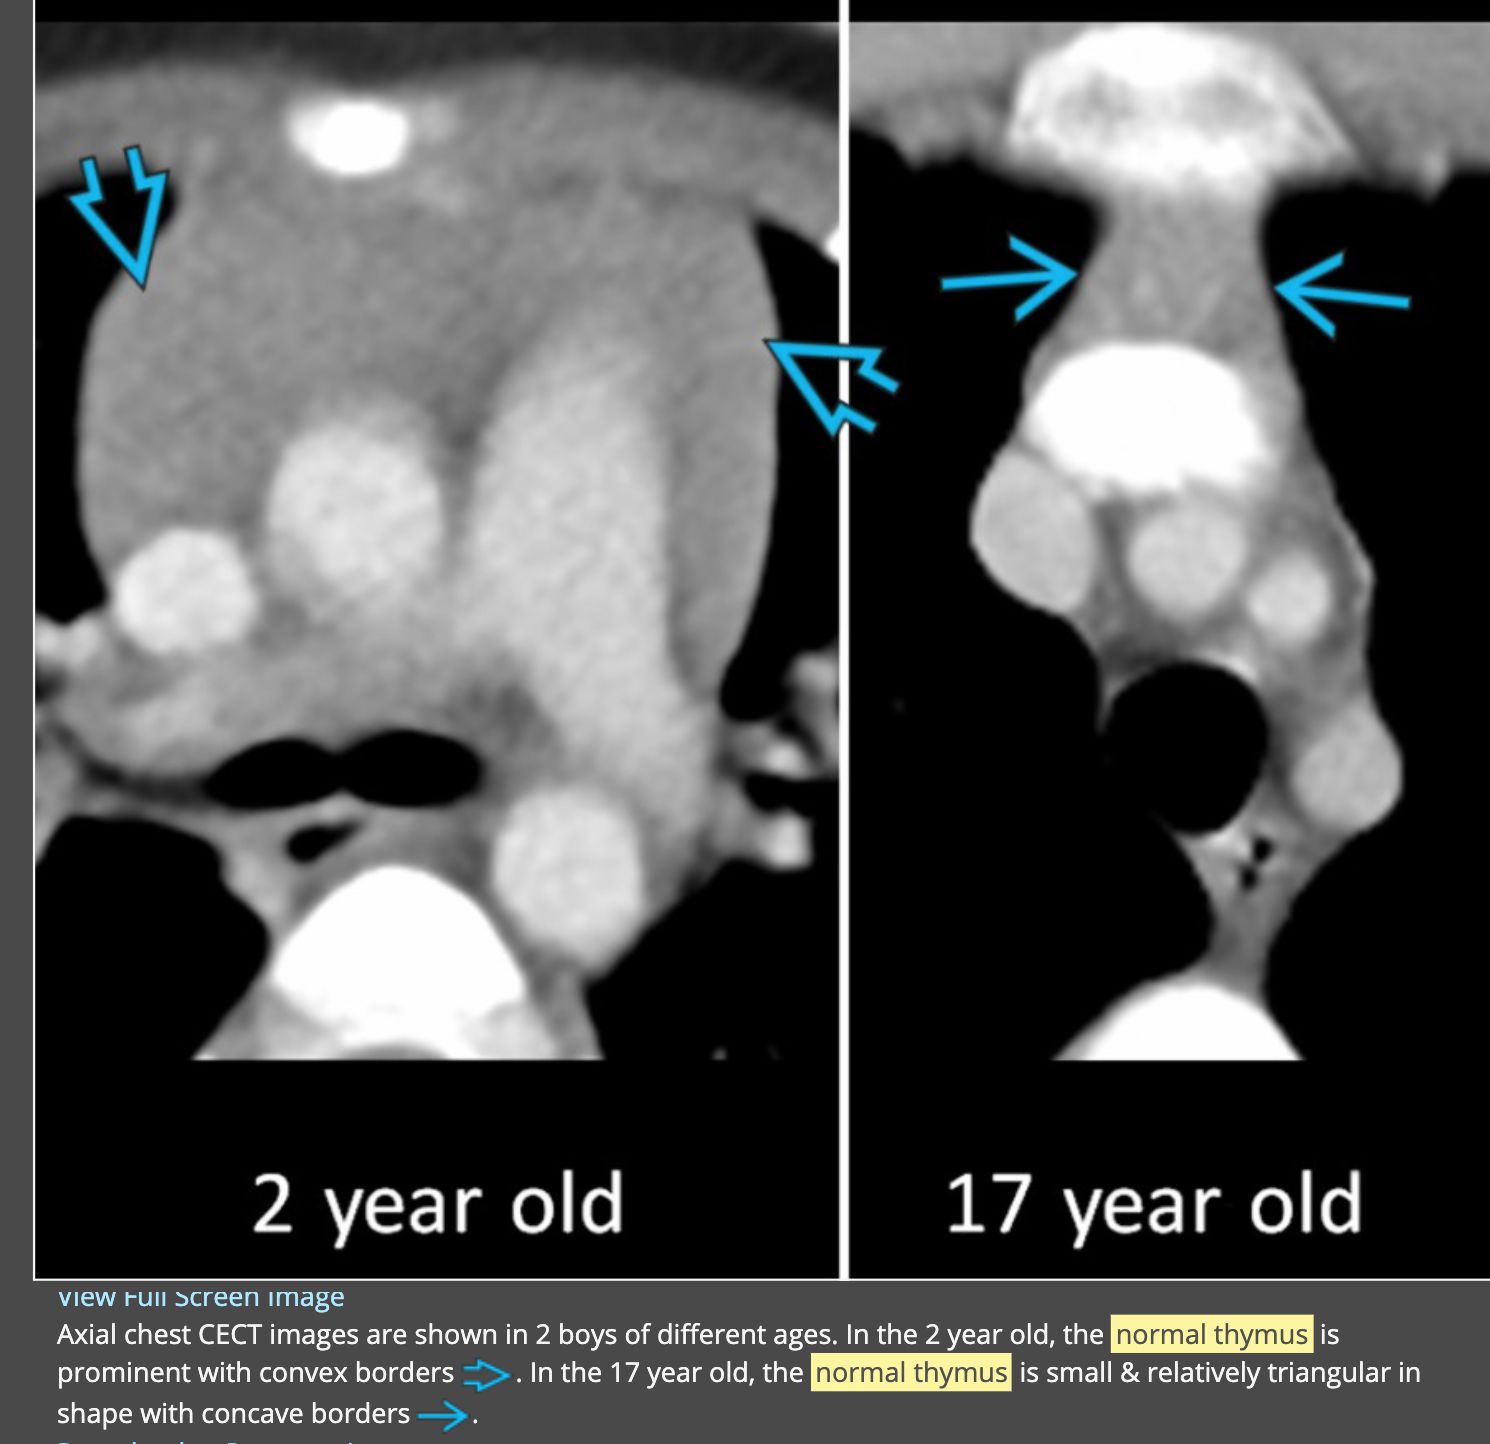 2 year old
17 year old
View Full Screen Image
Axial chest CECT images are shown in 2 boys of different ages. In the 2 year old, the normal thymus is
prominent with convex borders . In the 17 year old, the normal thymus is small & relatively triangular in
shape with concave borders .